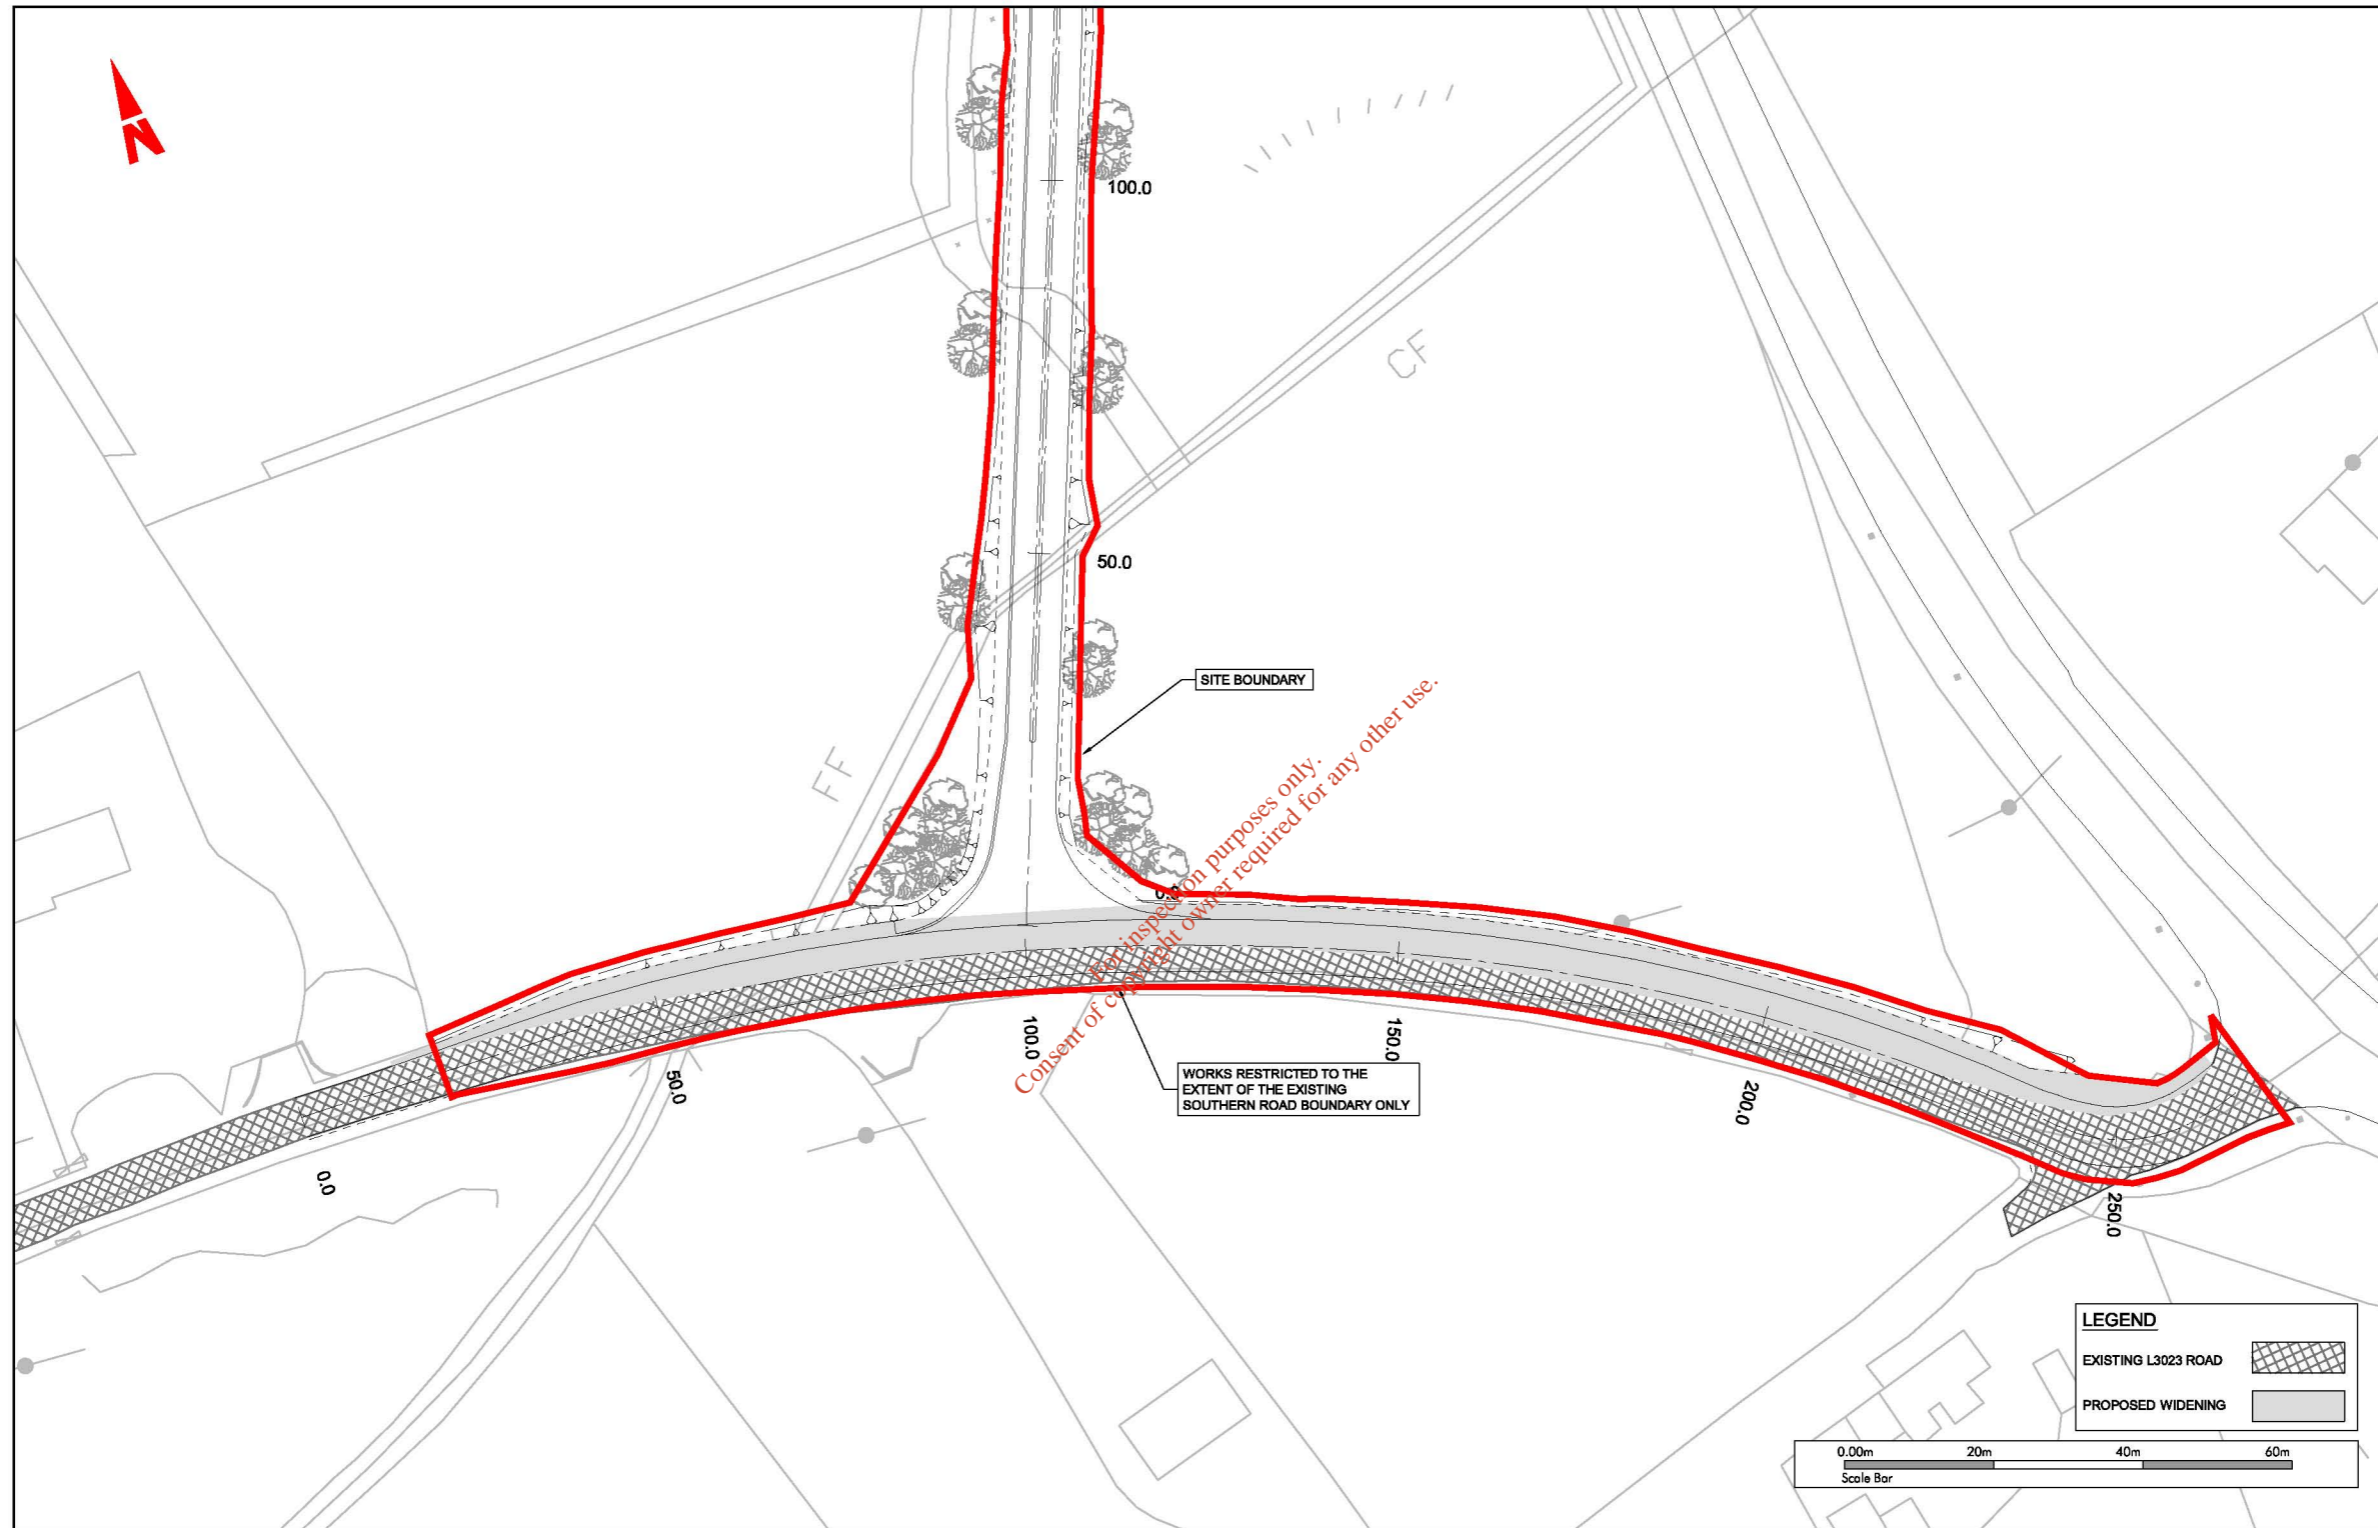 N
100.0
CF
50.0
SITE BOUNDARY
FF
For inspection purposes only.
Consent of copyright owner required for any other use.
0.0
100.0
150.0
50.0
WORKS RESTRICTED TO THE
EXTENT OF THE EXISTING
SOUTHERN ROAD BOUNDARY ONLY
200.0
0.0
250.0
LEGEND
EXISTING L3023 ROAD
PROPOSED WIDENING
0.00m 20m 40m 60m
Scale Bar